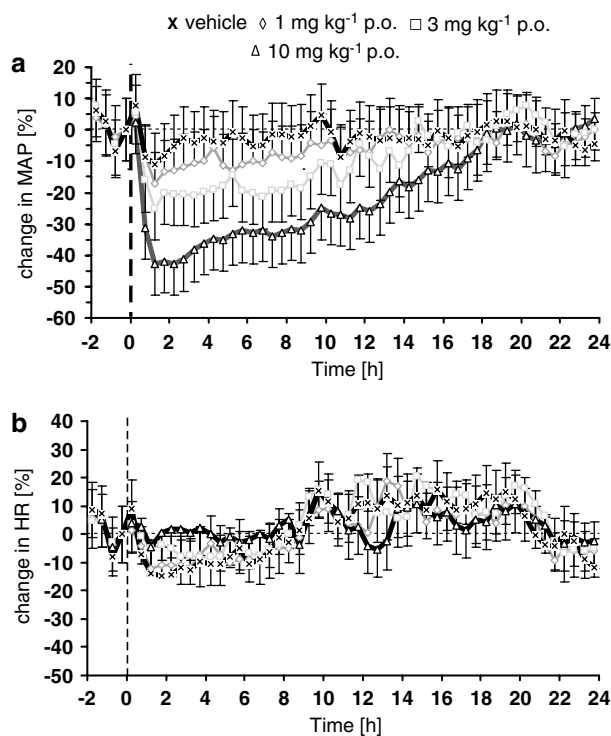 x vehicle ◊ 1 mg kg⁻¹ p.o. □ 3 mg kg⁻¹ p.o.
△ 10 mg kg⁻¹ p.o.
a
change in MAP [%]
20
10
0
-10
-20
-30
-40
-50
-60
-2 0 2 4 6 8 10 12 14 16 18 20 22 24
Time [h]
b
change in HR [%]
40
30
20
10
0
-10
-20
-30
-40
-50
-2 0 2 4 6 8 10 12 14 16 18 20 22 24
Time [h]